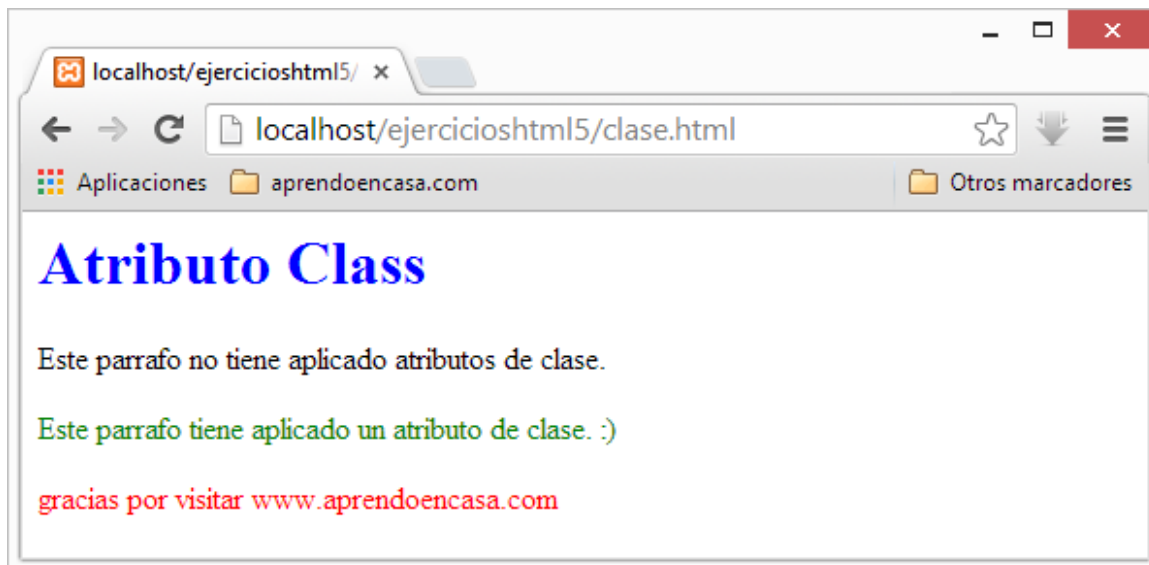 localhost/ejercicioshtml5/
localhost/ejercicioshtml5/clase.html
Aplicaciones aprendoencasa.com Otros marcadores
Atributo Class
Este parrafo no tiene aplicado atributos de clase.
Este parrafo tiene aplicado un atributo de clase. :)
gracias por visitar www.aprendoencasa.com